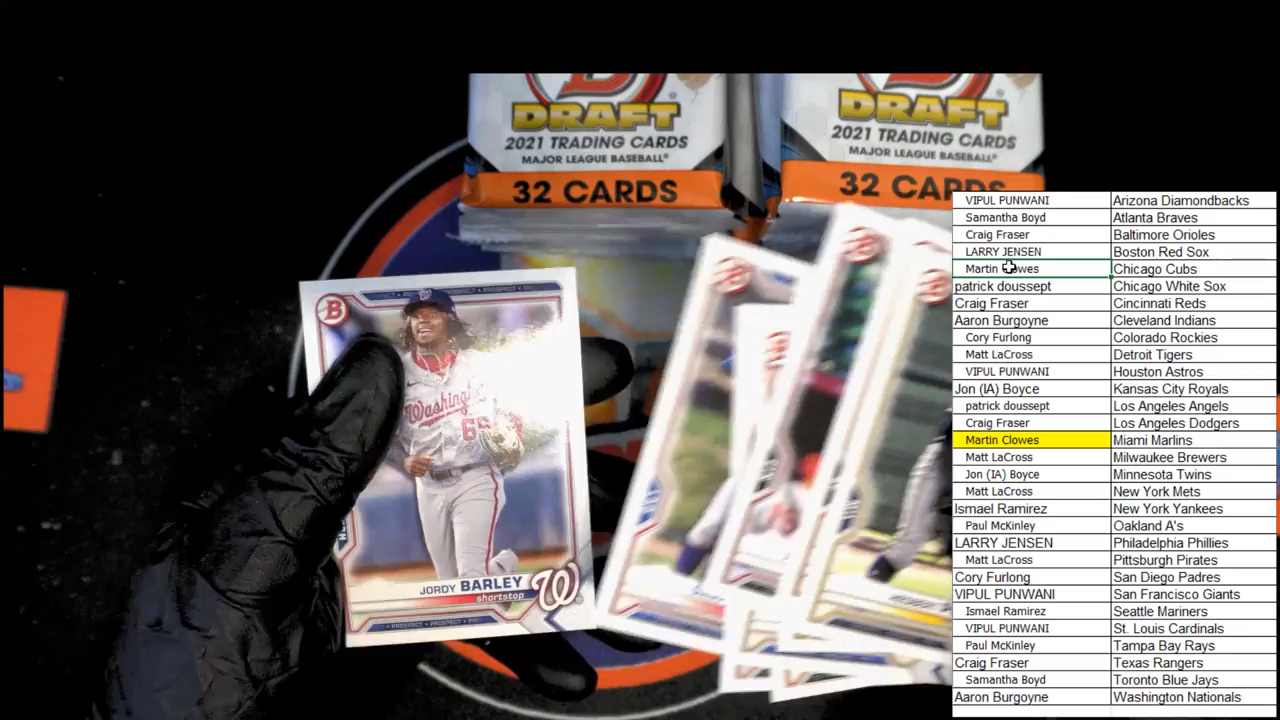 DRAFT
2021 TRADING CARDS
MAJOR LEAGUE BASEBALL®
32 CARDS
DRAFT
2021 TRADING CARDS
MAJOR LEAGUE BASEBALL®
32 CARDS
B
Washington
W
JORDY BARLEY
shortstop
PROSPECT
VIPUL PUNWANI Arizona Diamondbacks
Samantha Boyd Atlanta Braves
Craig Fraser Baltimore Orioles
LARRY JENSEN Boston Red Sox
Martin Clowes Chicago Cubs
patrick doussept Chicago White Sox
Craig Fraser Cincinnati Reds
Aaron Burgoyne Cleveland Indians
Cory Furlong Colorado Rockies
Matt LaCross Detroit Tigers
VIPUL PUNWANI Houston Astros
Jon (IA) Boyce Kansas City Royals
patrick doussept Los Angeles Angels
Craig Fraser Los Angeles Dodgers
Martin Clowes Miami Marlins
Matt LaCross Milwaukee Brewers
Jon (IA) Boyce Minnesota Twins
Matt LaCross New York Mets
Ismael Ramirez New York Yankees
Paul McKinley Oakland A's
LARRY JENSEN Philadelphia Phillies
Matt LaCross Pittsburgh Pirates
Cory Furlong San Diego Padres
VIPUL PUNWANI San Francisco Giants
Ismael Ramirez Seattle Mariners
VIPUL PUNWANI St. Louis Cardinals
Paul McKinley Tampa Bay Rays
Craig Fraser Texas Rangers
Samantha Boyd Toronto Blue Jays
Aaron Burgoyne Washington Nationals